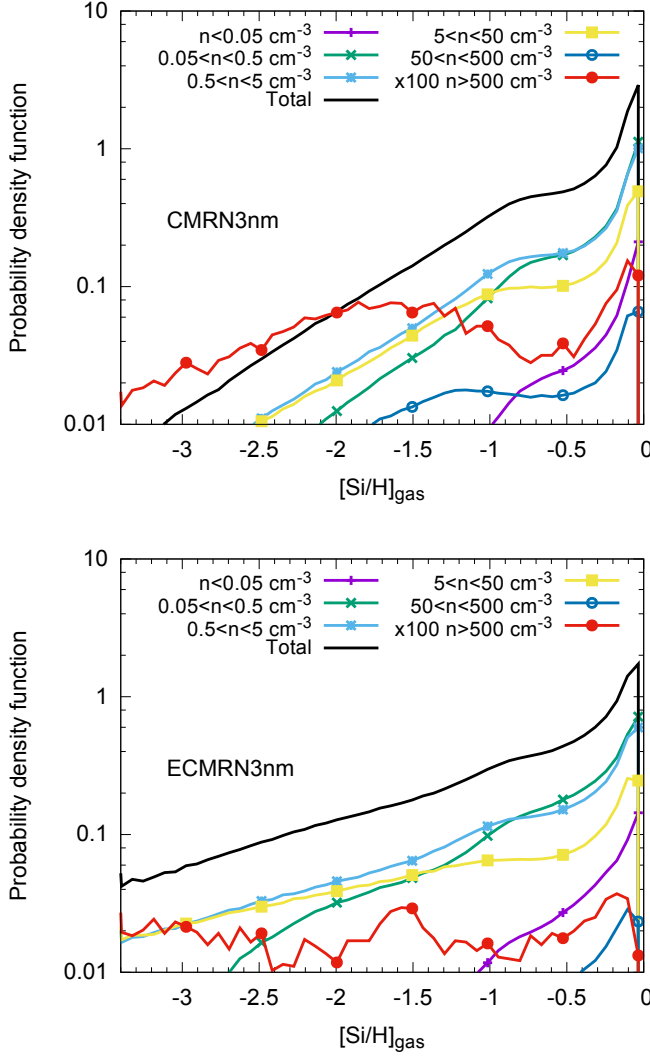 10
n<0.05 cm⁻³
5<n<50 cm⁻³
0.05<n<0.5 cm⁻³
50<n<500 cm⁻³
0.5<n<5 cm⁻³
x100 n>500 cm⁻³
Total
Probability density function
1
CMRN3nm
0.1
0.01
-3
-2.5
-2
-1.5
-1
-0.5
0
[Si/H]gas
10
n<0.05 cm⁻³
5<n<50 cm⁻³
0.05<n<0.5 cm⁻³
50<n<500 cm⁻³
0.5<n<5 cm⁻³
x100 n>500 cm⁻³
Total
Probability density function
1
ECMRN3nm
0.1
0.01
-3
-2.5
-2
-1.5
-1
-0.5
0
[Si/H]gas